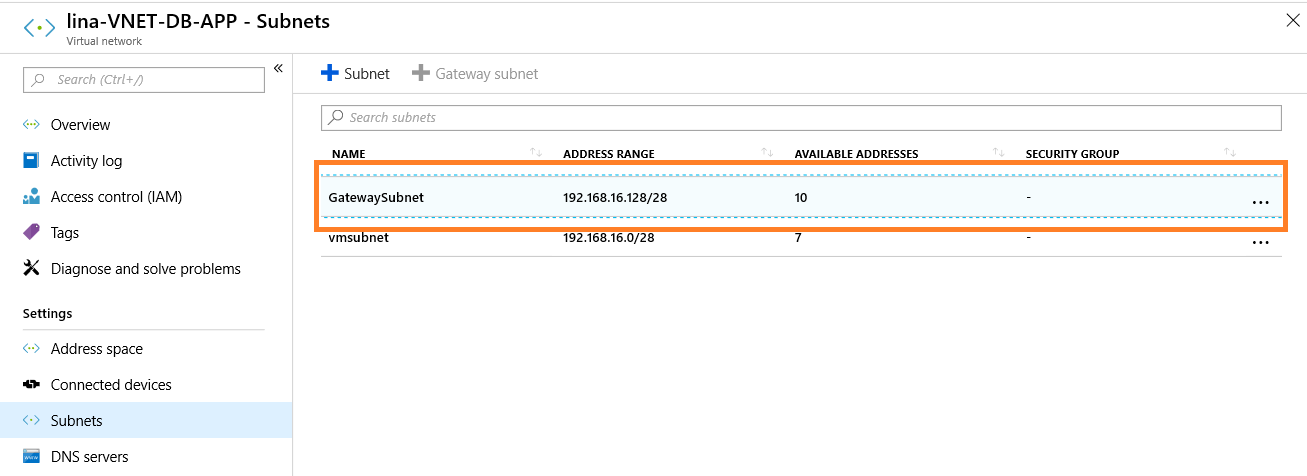 lina-VNET-DB-APP - Subnets
Virtual network
Search (Ctrl+/)
Overview
Activity log
Access control (IAM)
Tags
Diagnose and solve problems
Settings
Address space
Connected devices
Subnets
DNS servers
Subnet Gateway subnet
Search subnets
NAME ADDRESS RANGE AVAILABLE ADDRESSES SECURITY GROUP
GatewaySubnet 192.168.16.128/28 10 - ...
vmsubnet 192.168.16.0/28 7 - ...